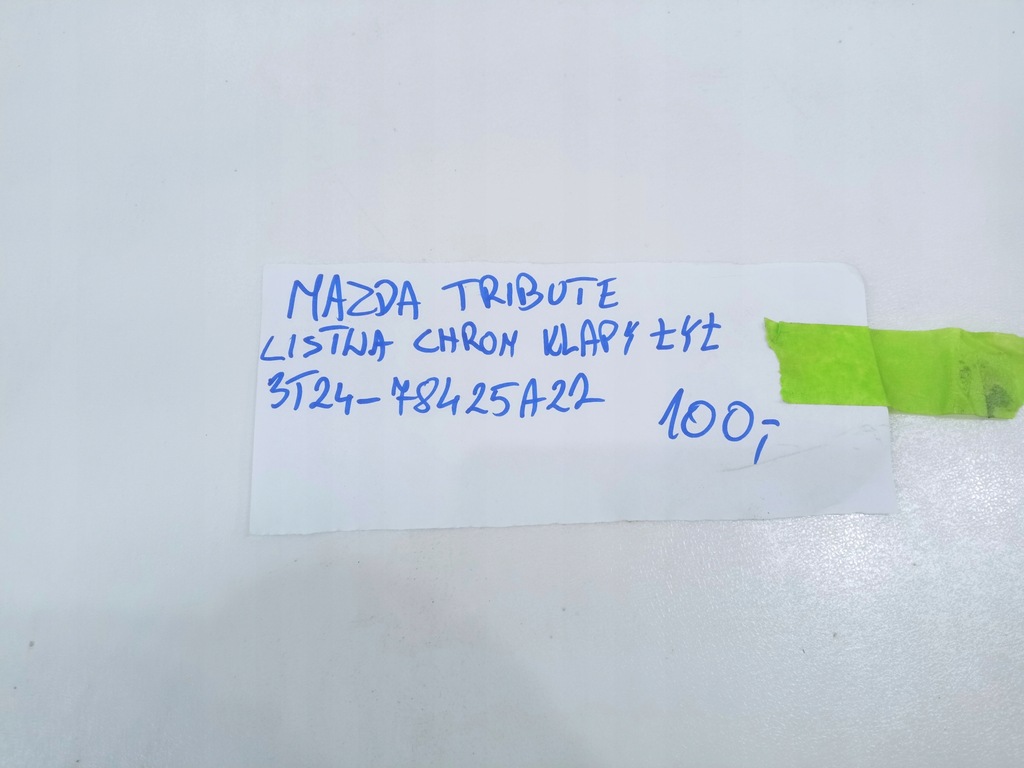 MAZDA TRIBUTE
LISTWA CHROM KLAPY TYŁ
3T24-78425A22
100,-